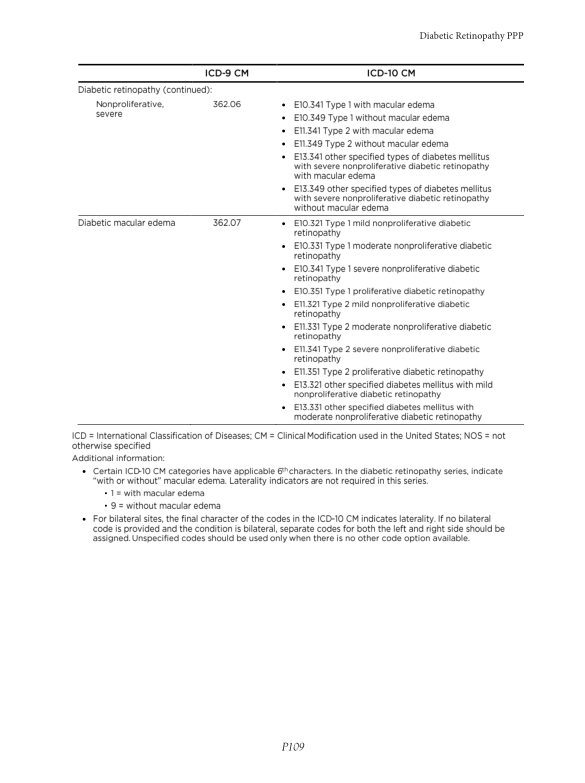 Diabetic Retinopathy PPP
ICD-9 CM ICD-10 CM
Diabetic retinopathy (continued):
Nonproliferative, 362.06 • E10.341 Type 1 with macular edema
severe
• E10.349 Type 1 without macular edema
• E11.341 Type 2 with macular edema
• E11.349 Type 2 without macular edema
• E13.341 other specified types of diabetes mellitus
with severe nonproliferative diabetic retinopathy
with macular edema
• E13.349 other specified types of diabetes mellitus
with severe nonproliferative diabetic retinopathy
without macular edema
Diabetic macular edema 362.07 • E10.321 Type 1 mild nonproliferative diabetic
retinopathy
• E10.331 Type 1 moderate nonproliferative diabetic
retinopathy
• E10.341 Type 1 severe nonproliferative diabetic
retinopathy
• E10.351 Type 1 proliferative diabetic retinopathy
• E11.321 Type 2 mild nonproliferative diabetic
retinopathy
• E11.331 Type 2 moderate nonproliferative diabetic
retinopathy
• E11.341 Type 2 severe nonproliferative diabetic
retinopathy
• E11.351 Type 2 proliferative diabetic retinopathy
• E13.321 other specified diabetes mellitus with mild
nonproliferative diabetic retinopathy
• E13.331 other specified diabetes mellitus with
moderate nonproliferative diabetic retinopathy
ICD = International Classification of Diseases; CM = Clinical Modification used in the United States; NOS = not
otherwise specified
Additional information:
• Certain ICD-10 CM categories have applicable 6th characters. In the diabetic retinopathy series, indicate
“with or without” macular edema. Laterality indicators are not required in this series.
• 1 = with macular edema
• 9 = without macular edema
• For bilateral sites, the final character of the codes in the ICD-10 CM indicates laterality. If no bilateral
code is provided and the condition is bilateral, separate codes for both the left and right side should be
assigned. Unspecified codes should be used only when there is no other code option available.
P109